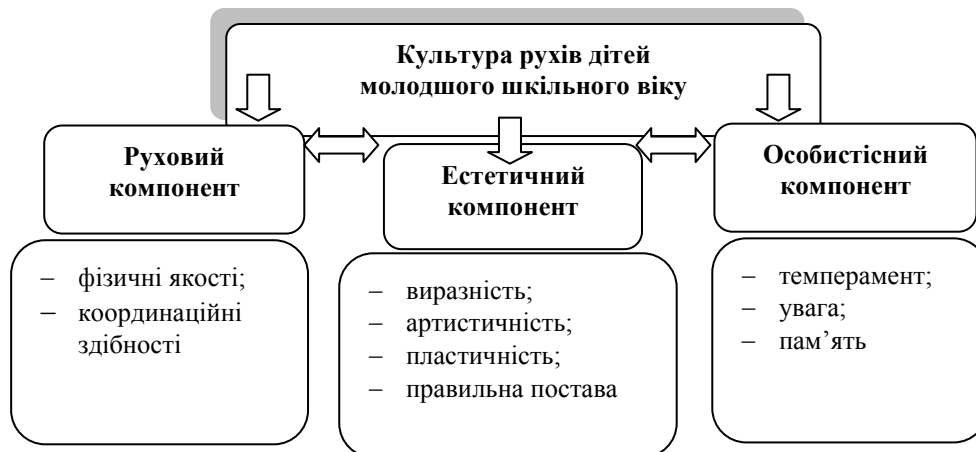 Культура рухів дітей
молодшого шкільного віку
Руховий
компонент
Естетичний
компонент
Особистісний
компонент
– фізичні якості;
– координаційні
здібності
– виразність;
– артистичність;
– пластичність;
– правильна постава
– темперамент;
– увага;
– пам’ять